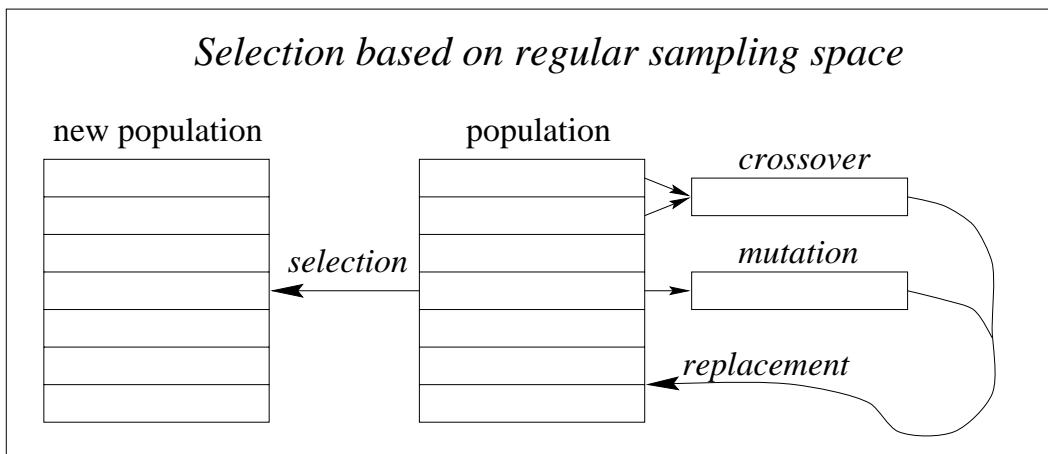 Selection based on regular sampling space
new population
population
crossover
selection
mutation
replacement